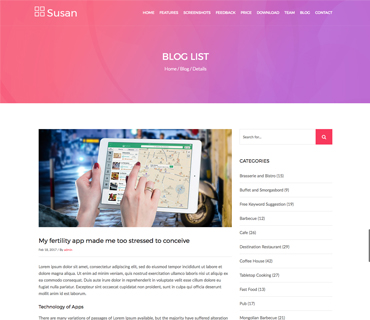 Susan
HOME FEATURES SCREENSHOTS FEEDBACK PRICE DOWNLOAD TEAM BLOG CONTACT
BLOG LIST
Home / Blog / Details
Search for...
CATEGORIES
Brasserie and Bistro (15)
Buffet and Smorgasbord (9)
Free Keyword Suggestion (19)
Barbecue (12)
Cafe (26)
Destination Restaurant (29)
Coffee House (42)
Tabletop Cooking (27)
Fast Food (13)
Pub (17)
Mongolian Barbecue (21)
My fertility app made me too stressed to conceive
By admin
Lorem ipsum dolor sit amet, consectetur adipiscing elit, sed do eiusmod tempor incididunt ut labore et
dolore magna aliqua. Ut enim ad minim veniam, quis nostrud exercitation ullamco laboris nisi ut aliquip ex
ea commodo consequat. Duis aute irure dolor in reprehenderit in voluptate velit esse cillum dolore eu
fugiat nulla pariatur. Excepteur sint occaecat cupidatat non proident, sunt in culpa qui officia deserunt
mollit anim id est laborum.
Technology of Apps
There are many variations of passages of Lorem Ipsum available, but the majority have suffered alteration